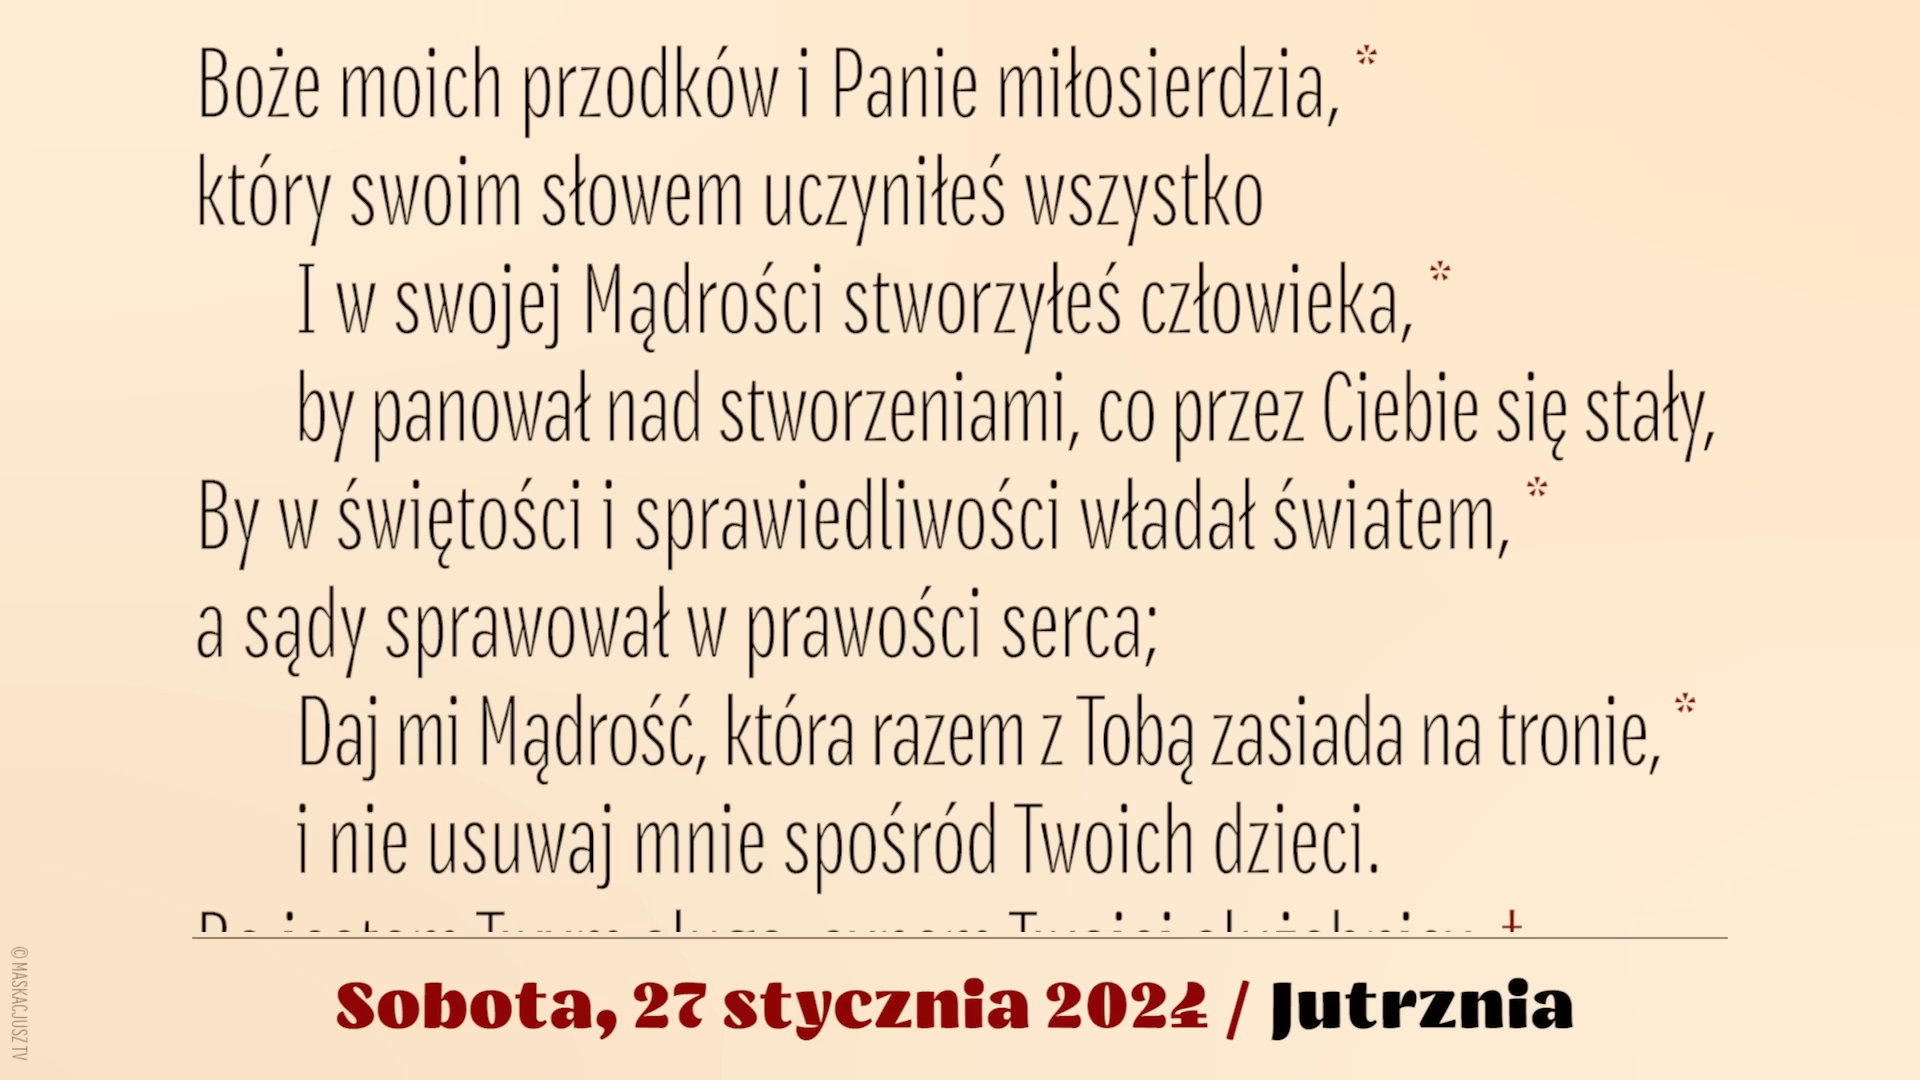 Boże moich przodków i Panie miłosierdzia, *
który swoim słowem uczyniłeś wszystko
I w swojej Mądrości stworzyłeś człowieka, *
by panował nad stworzeniami, co przez Ciebie się stały,
By w świętości i sprawiedliwości władał światem, *
a sądy sprawował w prawości serca;
Daj mi Mądrość, która razem z Tobą zasiada na tronie, *
i nie usuwaj mnie spośród Twoich dzieci.
Sobota, 27 stycznia 2024 / Jutrznia
© MASKACJUSZ TV